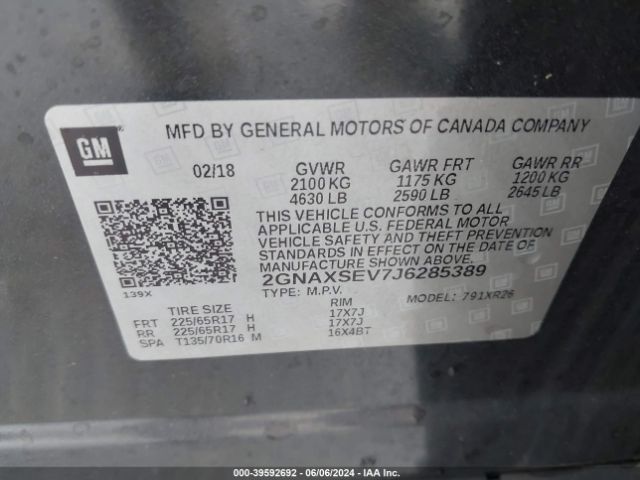 GM
MFD BY GENERAL MOTORS OF CANADA COMPANY
02/18 GVWR GAWR FRT GAWR RR
2100 KG 1175 KG 1200 KG
4630 LB 2590 LB 2645 LB
THIS VEHICLE CONFORMS TO ALL
APPLICABLE U.S. FEDERAL MOTOR
VEHICLE SAFETY AND THEFT PREVENTION
STANDARDS IN EFFECT ON THE DATE OF
MANUFACTURE SHOWN ABOVE.
2GNAXSEV7J6285389
139X TYPE: M.P.V. MODEL: 791XR26
TIRE SIZE RIM
FRT 225/65R17 H 17X7J
RR 225/65R17 H 17X7J
SPA T135/70R16 M 16X4BT
000-39592692 - 06/06/2024 - IAAI.com